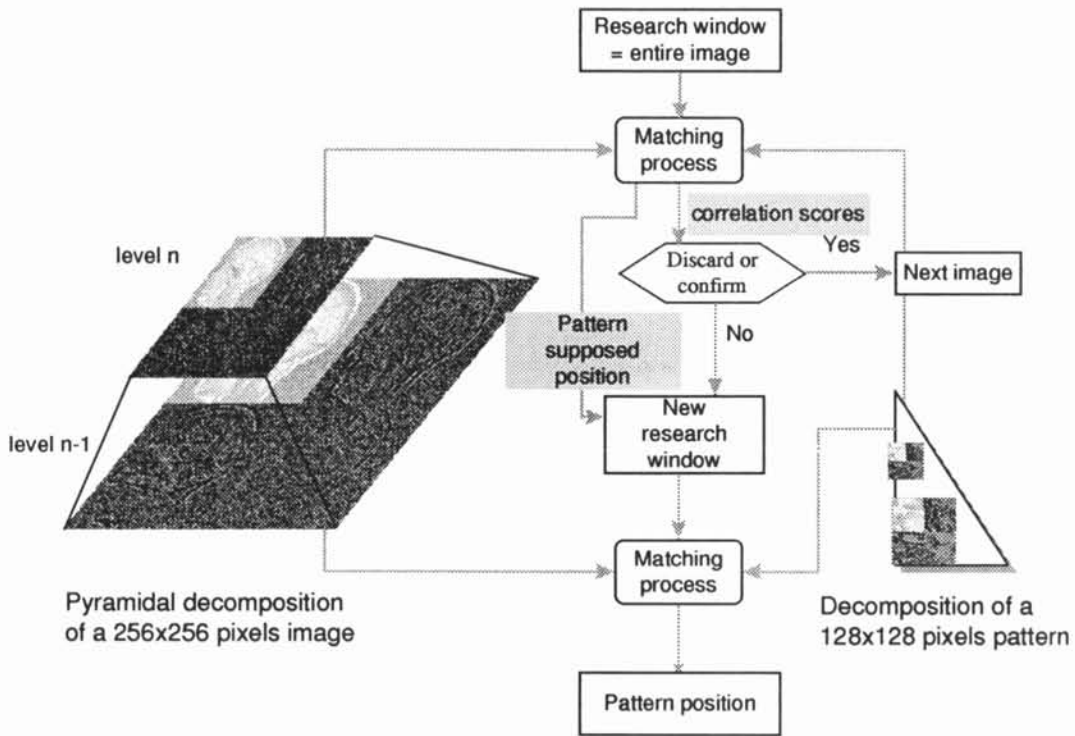 Research window
= entire image
Matching
process
correlation scores
Yes
level n
Discard or
confirm
Next image
Pattern
supposed
position
No
New
research
window
level n-1
Matching
process
Pyramidal decomposition
of a 256x256 pixels image
Decomposition of a
128x128 pixels pattern
Pattern position